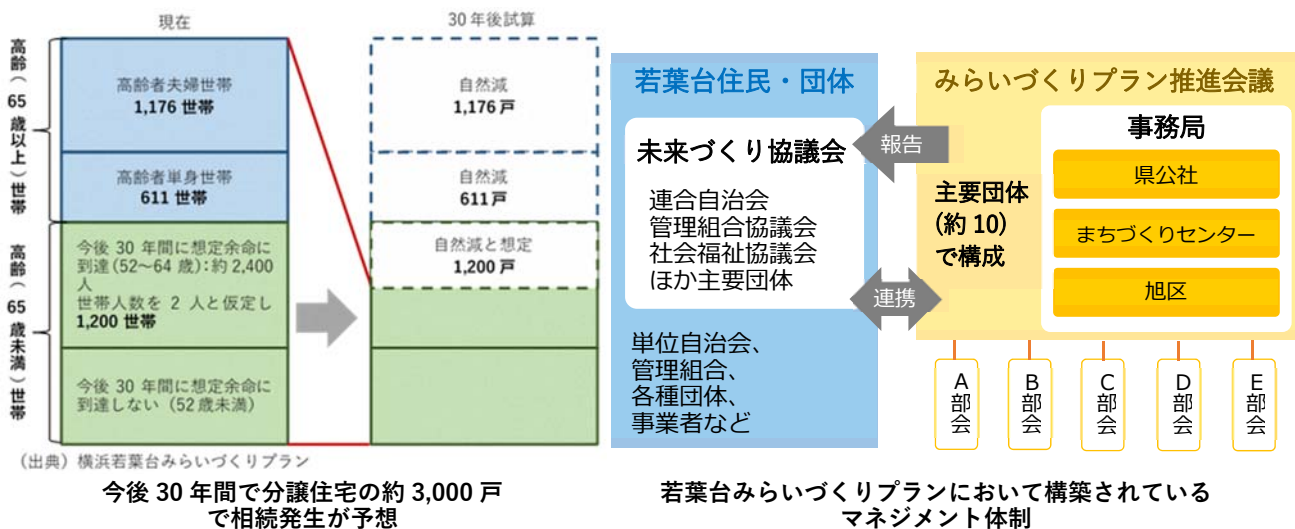 現在
30年後試算
高齢（65歳以上）世帯
高齢者夫婦世帯
1,176 世帯
自然減
1,176 戸
高齢者単身世帯
611 世帯
自然減
611 戸
高齢（65歳未満）世帯
今後 30 年間に想定余命に
到達（52～64 歳）：約 2,400
人
世帯人数を 2 人と仮定し
1,200 世帯
自然減と想定
1,200 戸
今後 30 年間に想定余命に
到達しない（52歳未満）
（出典）横浜若葉台みらいづくりプラン
今後 30 年間で分譲住宅の約 3,000 戸
で相続発生が予想
若葉台住民・団体
未来づくり協議会
連合自治会
管理組合協議会
社会福祉協議会
ほか主要団体
単位自治会、
管理組合、
各種団体、
事業者など
報告
連携
みらいづくりプラン推進会議
主要団体
(約 10)
で構成
事務局
県公社
まちづくりセンター
旭区
A部会
B部会
C部会
D部会
E部会
若葉台みらいづくりプランにおいて構築されている
マネジメント体制